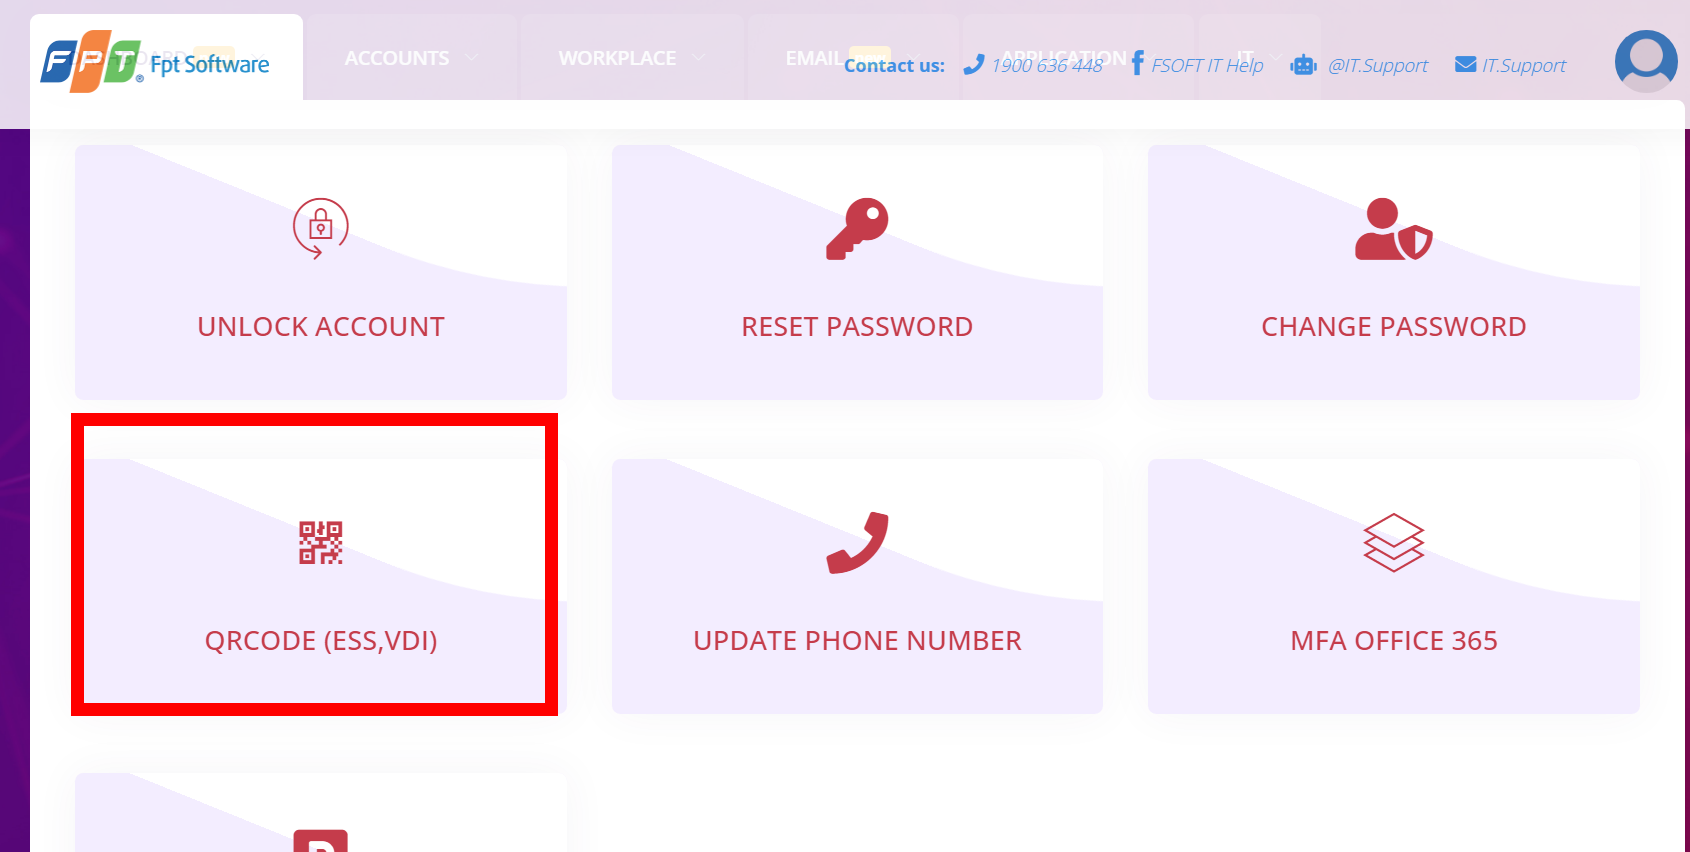 FPT® Fpt Software
DASHBOARD
ACCOUNTS
WORKPLACE
EMAIL
APPLICATION
IT
Contact us: 1900 636 448 FSOFT IT Help @IT.Support IT.Support
UNLOCK ACCOUNT
RESET PASSWORD
CHANGE PASSWORD
QRCODE (ESS,VDI)
UPDATE PHONE NUMBER
MFA OFFICE 365